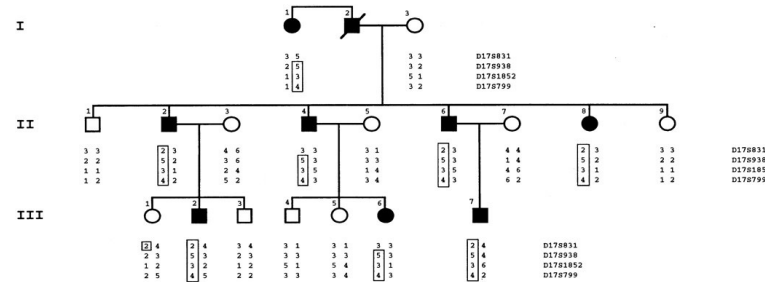 1 2 3
I
3 5 3 3 D17S831
2 5 3 2 D17S938
1 3 5 1 D17S1852
1 4 3 2 D17S799
1 2 3 4 5 6 7 8 9
II
3 3 2 3 4 6 3 3 3 1 2 3 4 4 2 3 3 3 D17S831
2 2 5 2 3 6 5 3 3 3 5 3 1 4 5 2 2 2 D17S938
1 1 3 1 2 4 3 5 1 4 3 5 4 6 3 1 1 1 D17S185
1 2 4 2 5 2 4 3 3 4 4 3 6 2 4 2 1 2 D17S799
1 2 3 4 5 6 7
III
2 4 2 4 3 4 3 1 3 1 3 3 2 4 D17S831
2 3 5 3 2 3 3 3 3 3 5 3 5 4 D17S938
1 2 3 2 1 2 5 1 5 4 3 1 3 6 D17S1852
2 5 4 5 2 2 3 3 3 3 4 3 4 2 D17S799